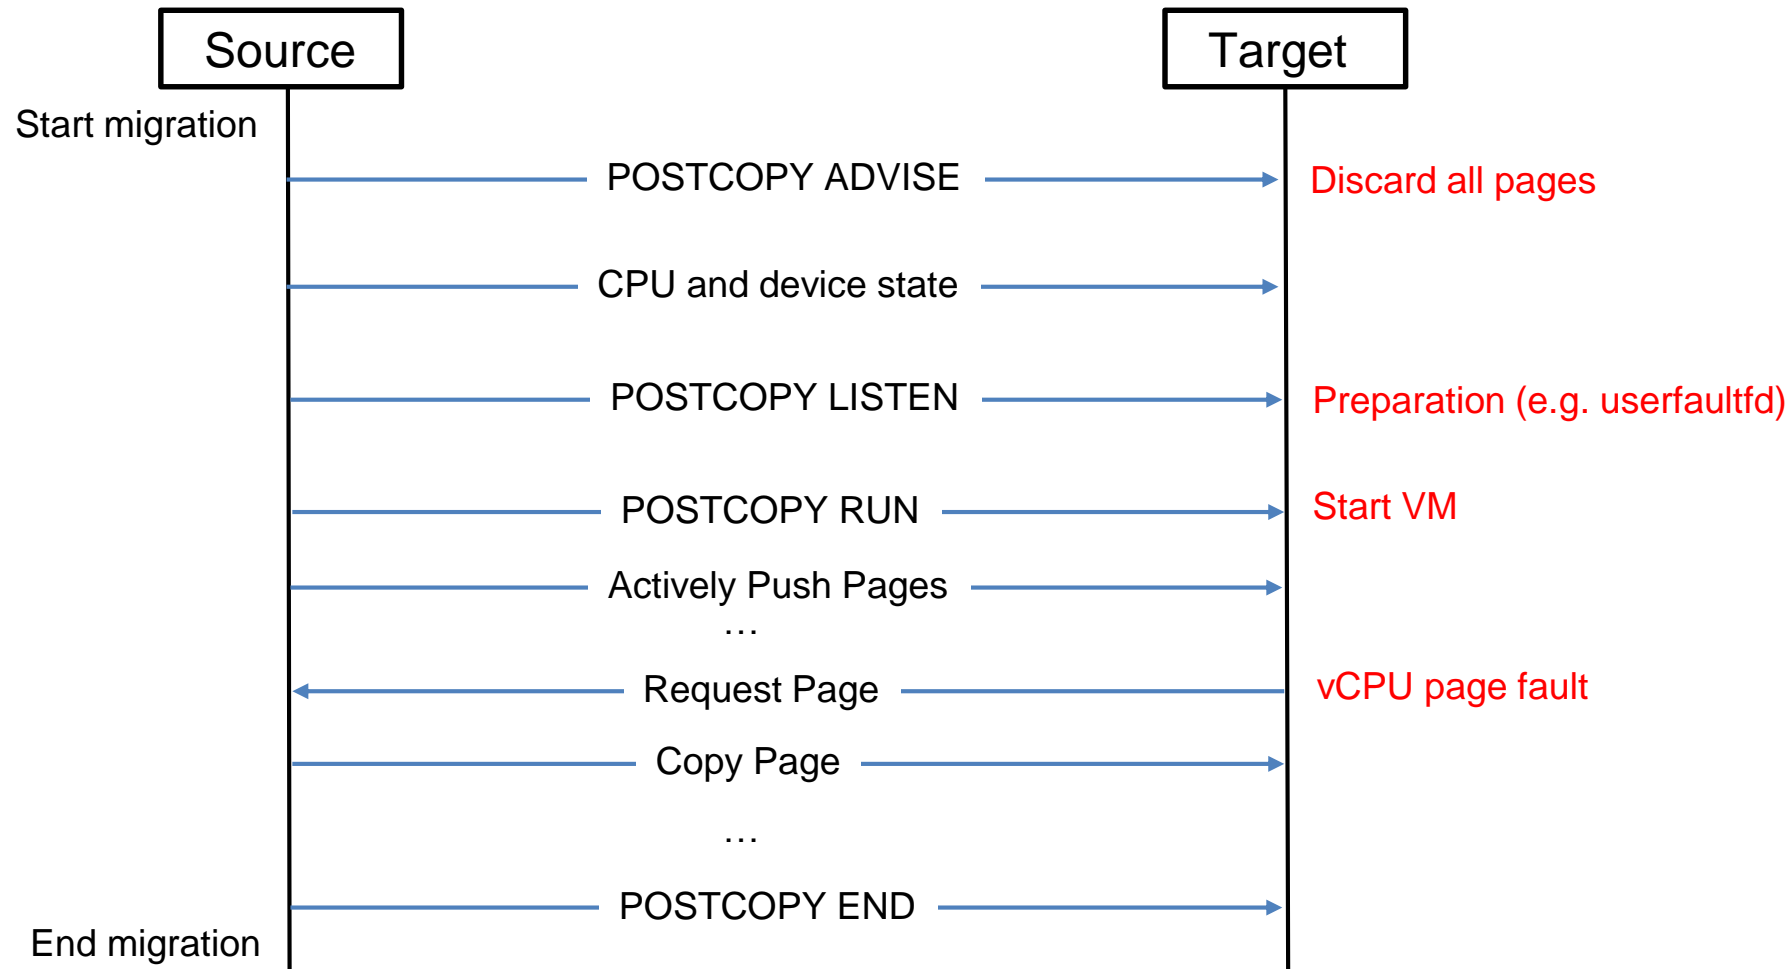 Source
Target
Start migration
POSTCOPY ADVISE
Discard all pages
CPU and device state
POSTCOPY LISTEN
Preparation (e.g. userfaultfd)
POSTCOPY RUN
Start VM
Actively Push Pages
…
Request Page
vCPU page fault
Copy Page
…
POSTCOPY END
End migration